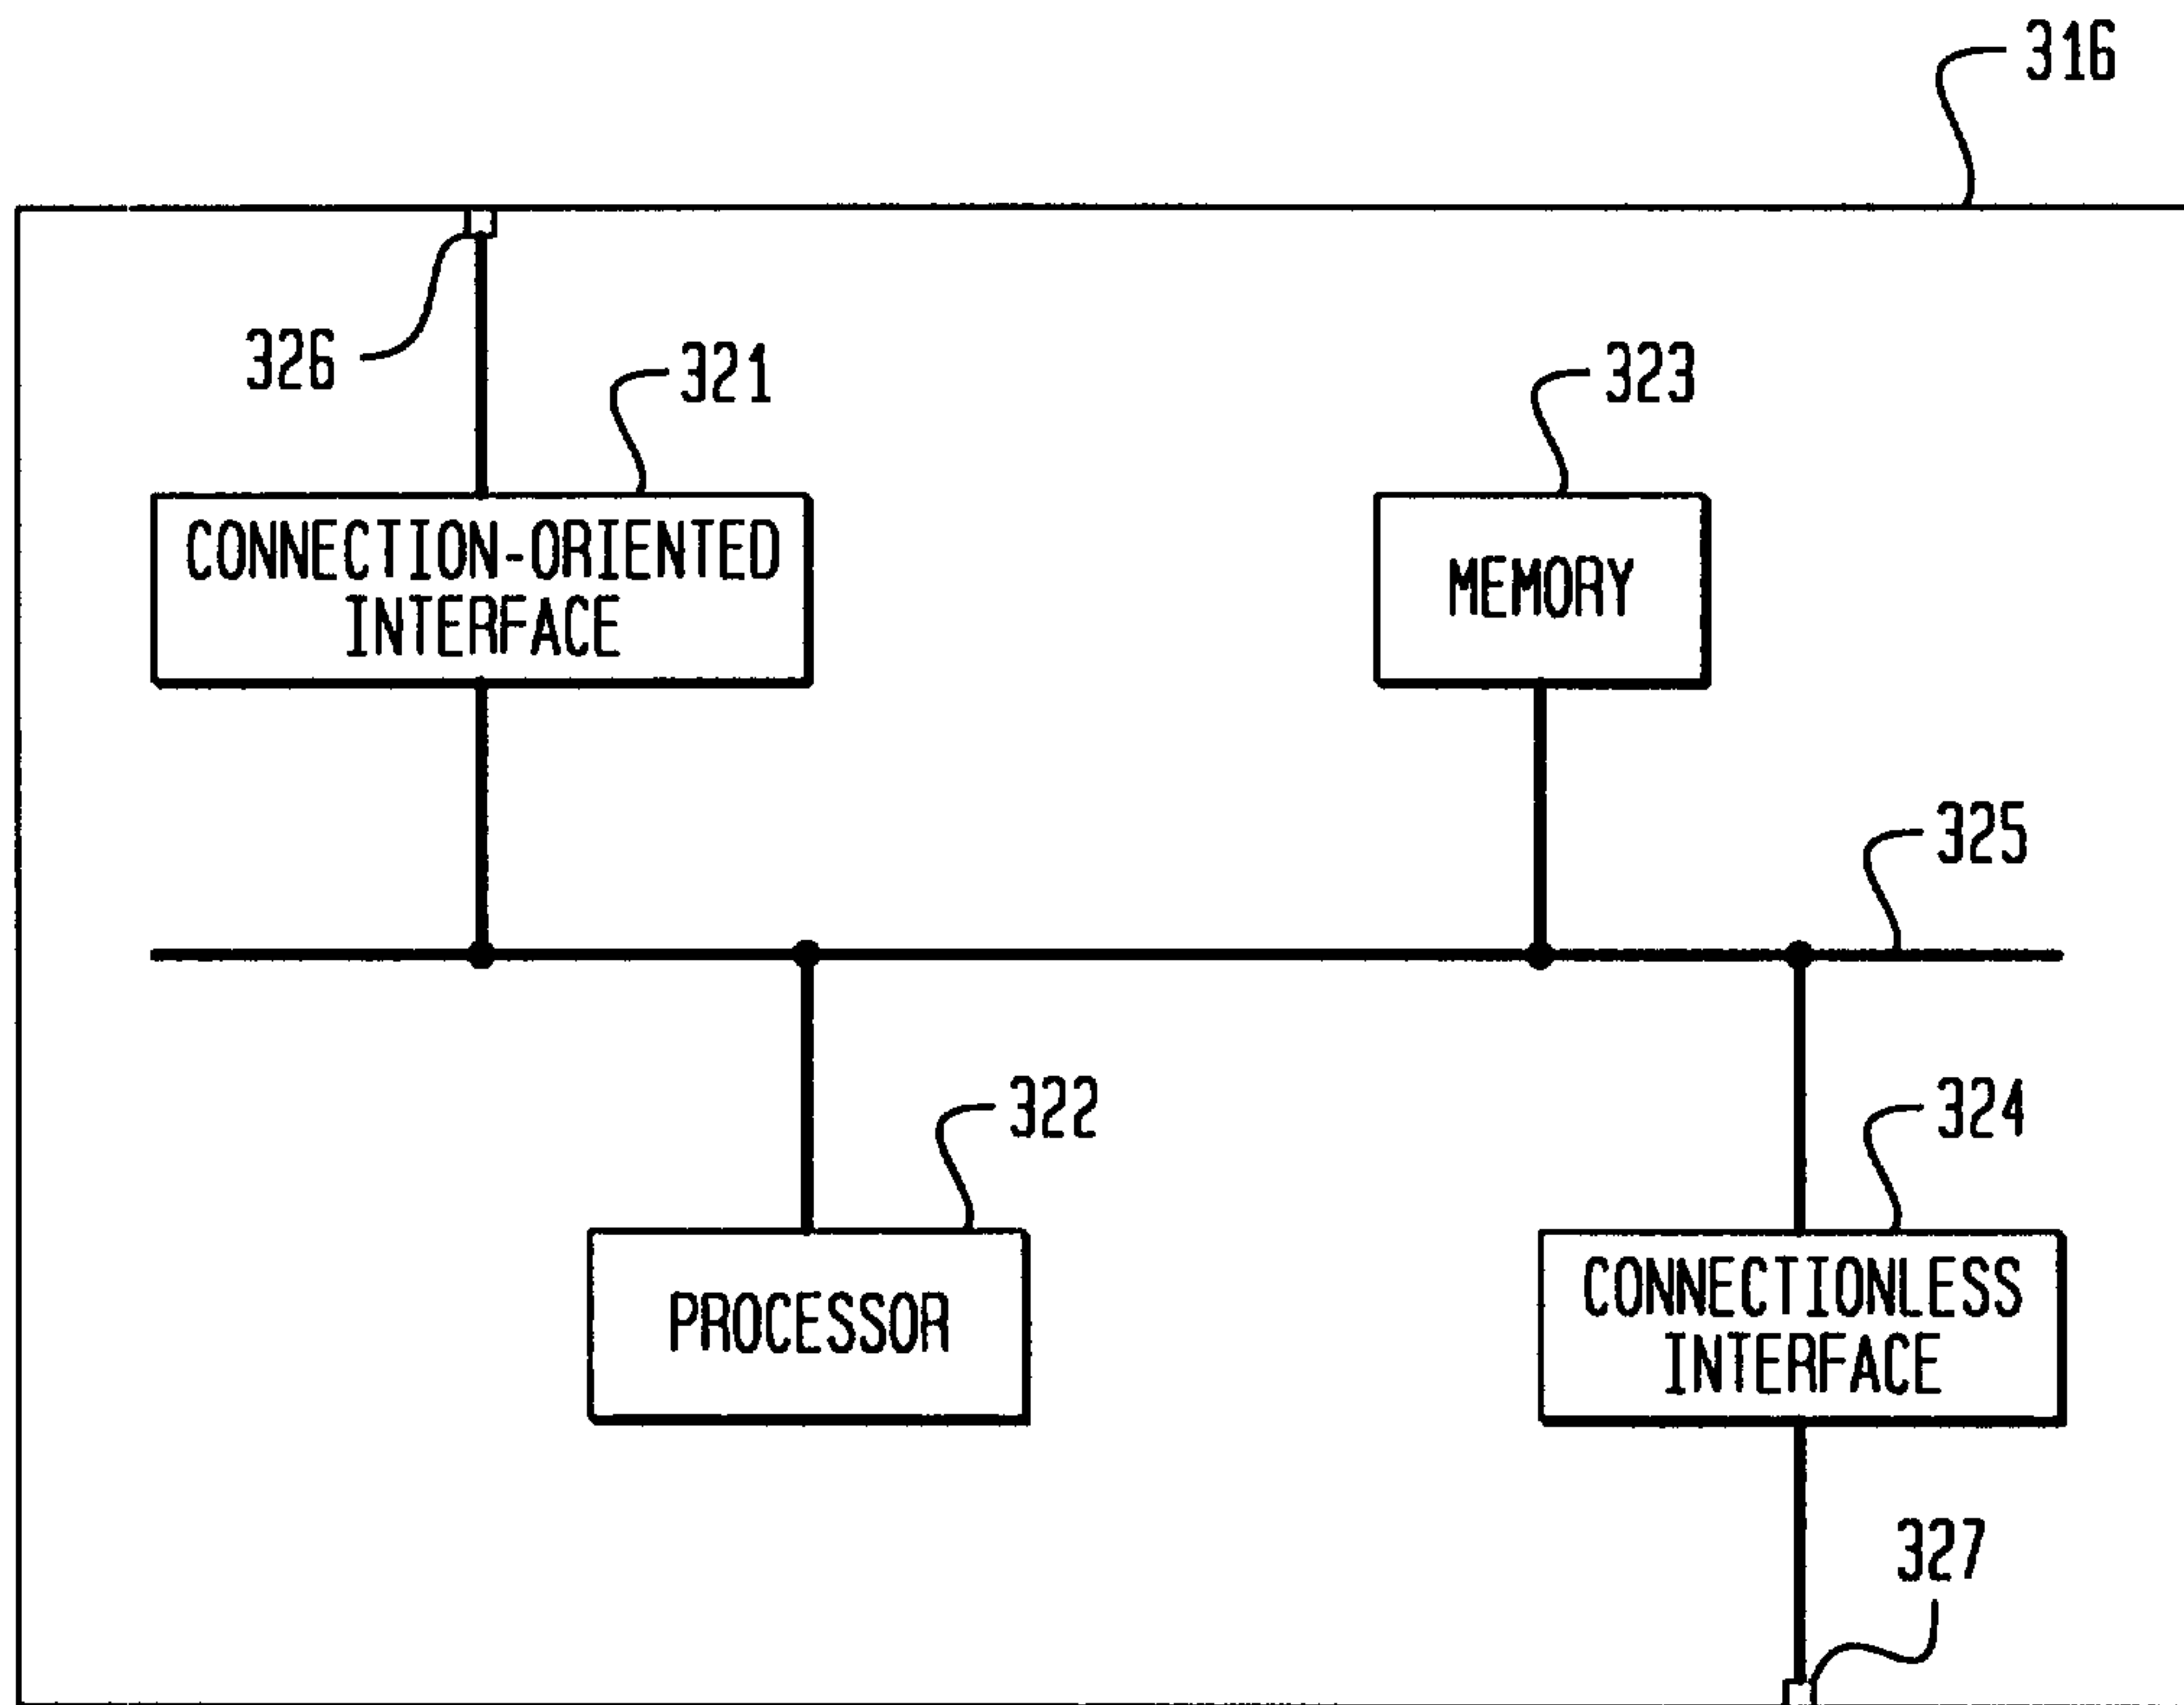 316
326
321
323
CONNECTION-ORIENTED
INTERFACE
MEMORY
325
322
324
PROCESSOR
CONNECTIONLESS
INTERFACE
327